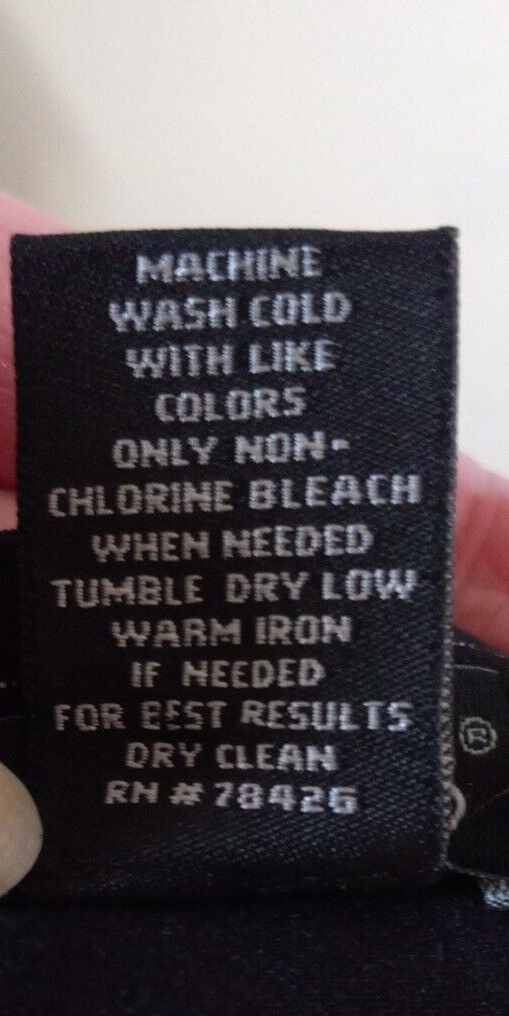 MACHINE
WASH COLD
WITH LIKE
COLORS
ONLY NON-
CHLORINE BLEACH
WHEN NEEDED
TUMBLE DRY LOW
WARM IRON
IF NEEDED
FOR BEST RESULTS
DRY CLEAN
RN # 78426
®